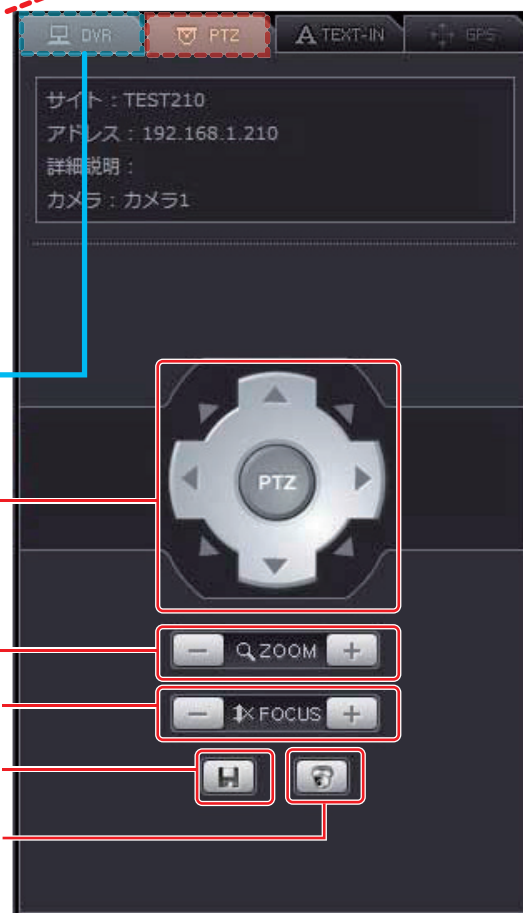 DVR
PTZ
A TEXT-IN
GPS
サイト：TEST210
アドレス：192.168.1.210
詳細説明：
カメラ：カメラ1
PTZ
ZOOM
FOCUS